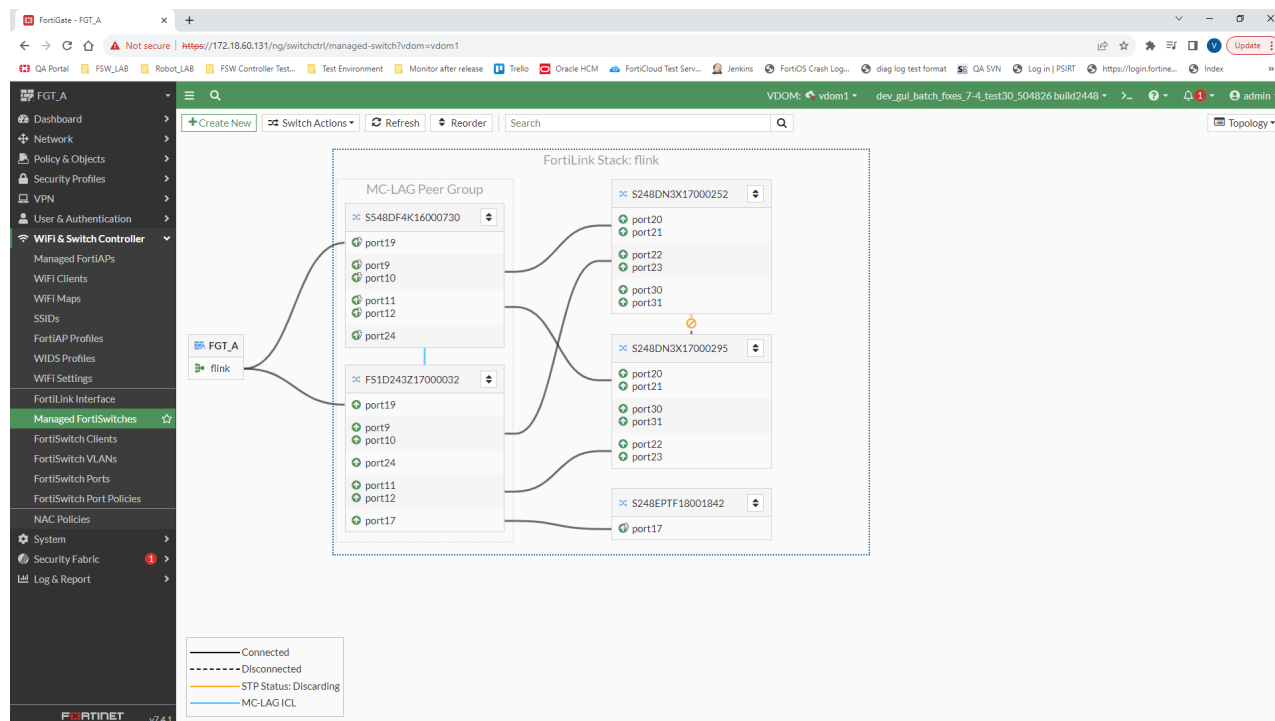 FortiGate - FGT_A
Not secure | https://172.18.60.131/ng/switchctrl/managed-switch?vdom=vdom1
Update
QA Portal FSW_LAB Robot_LAB FSW Controller Test... Test Environment Monitor after release Trello Oracle HCM FortiCloud Test Serv... Jenkins FortiOS Crash Log... diag log test format QA SVN Log in | PSIRT https://login.fortine... Index »
FGT_A
VDOM: vdom1 dev_gui_batch_fixes_7-4_test30_504826 build2448 >_ 1 admin
Dashboard
Network
Policy & Objects
Security Profiles
VPN
User & Authentication
WiFi & Switch Controller
Managed FortiAPs
WiFi Clients
WiFi Maps
SSIDs
FortiAP Profiles
WIDS Profiles
WiFi Settings
FortiLink Interface
Managed FortiSwitches
FortiSwitch Clients
FortiSwitch VLANs
FortiSwitch Ports
FortiSwitch Port Policies
NAC Policies
System
Security Fabric 1
Log & Report
FORTINET v7.4.1
+Create New Switch Actions Refresh Reorder Search Topology
FortiLink Stack: flink
MC-LAG Peer Group
FGT_A
flink
S548DF4K16000730
port19
port9
port10
port11
port12
port24
FS1D243Z17000032
port19
port9
port10
port24
port11
port12
port17
S248DN3X17000252
port20
port21
port22
port23
port30
port31
S248DN3X17000295
port20
port21
port30
port31
port22
port23
S248EPTF18001842
port17
Connected
Disconnected
STP Status: Discarding
MC-LAG ICL